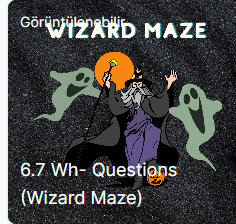 Görüntülenebilir
WIZARD MAZE
6.7 Wh- Questions
(Wizard Maze)